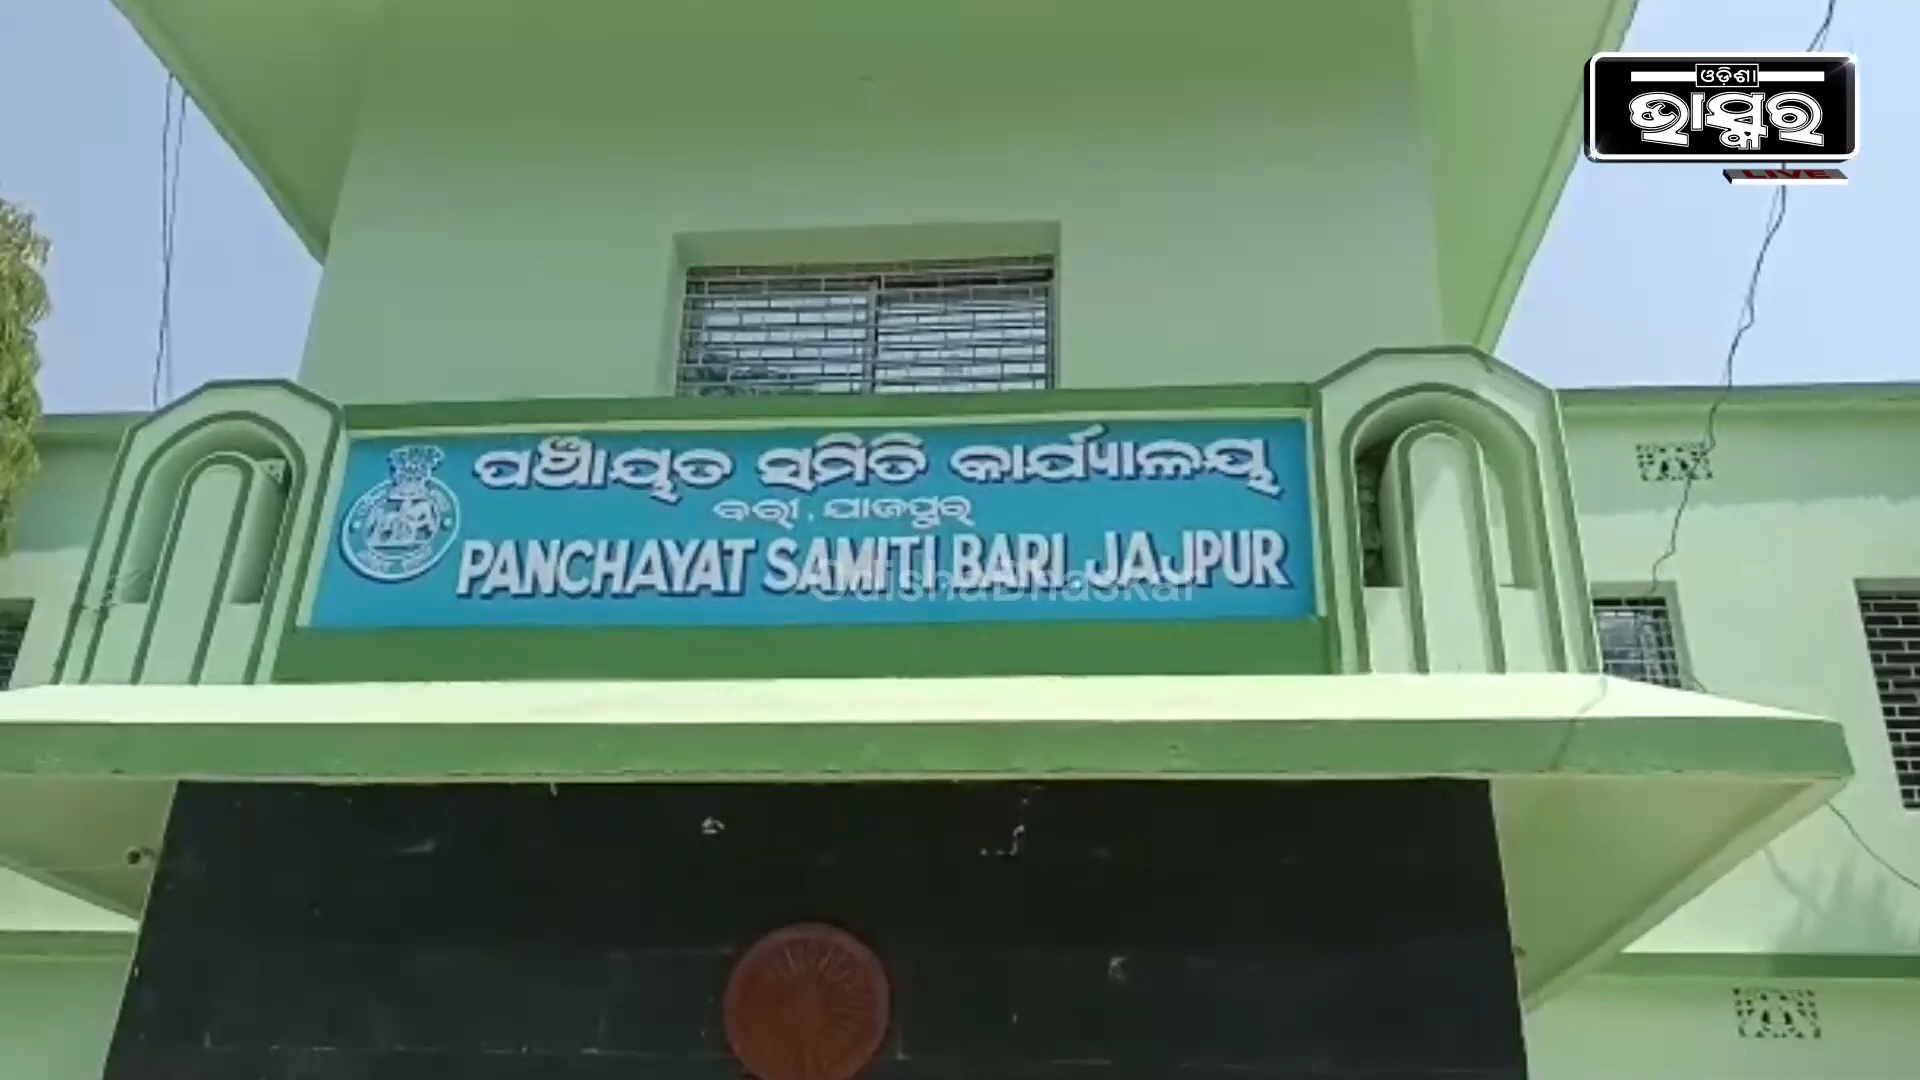 ଓଡ଼ିଶା
ଭାସ୍କର
LIVE
ପଞ୍ଚାୟତ ସମିତି କାର୍ଯ୍ୟାଳୟ
ବରୀ, ଯାଜପୁର
PANCHAYAT SAMITI BARI, JAJPUR
OdishaBhaskar